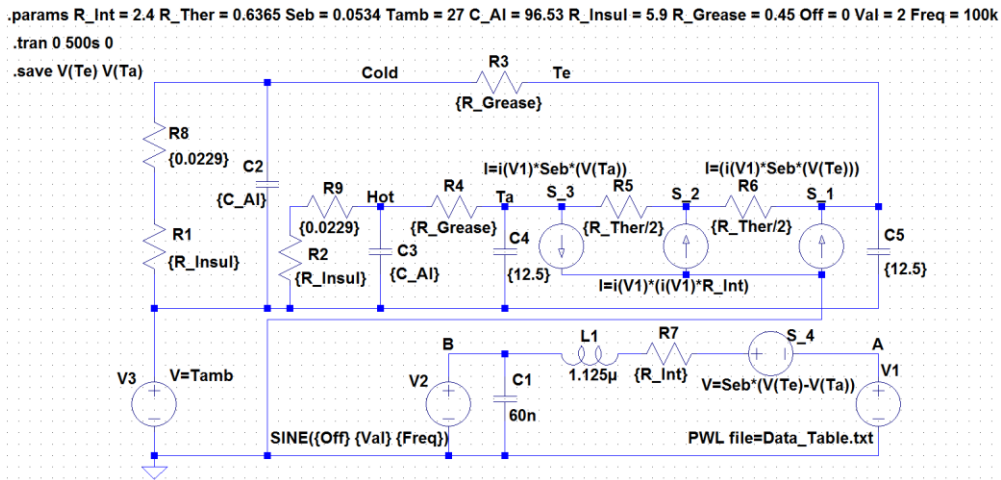 .params R_Int = 2.4 R_Ther = 0.6365 Seb = 0.0534 Tamb = 27 C_Al = 96.53 R_Insul = 5.9 R_Grease = 0.45 Off = 0 Val = 2 Freq = 100k
.tran 0 500s 0
.save V(Te) V(Ta)
Cold
R3
Te
{R_Grease}
R8
{0.0229}
C2
{C_Al}
I=i(V1)*Seb*(V(Ta))
I=(i(V1)*Seb*(V(Te)))
R9
Hot
R4
Ta
S_3
R5
S_2
R6
S_1
{0.0229}
{R_Grease}
{R_Ther/2}
{R_Ther/2}
R1
{R_Insul}
R2
{R_Insul}
C3
{C_Al}
C4
{12.5}
C5
{12.5}
I=i(V1)*(i(V1)*R_Int)
B
L1
R7
S_4
A
V3
V=Tamb
V2
C1
1.125µ
{R_Int}
V=Seb*(V(Te)-V(Ta))
V1
60n
SINE({Off} {Val} {Freq})
PWL file=Data_Table.txt